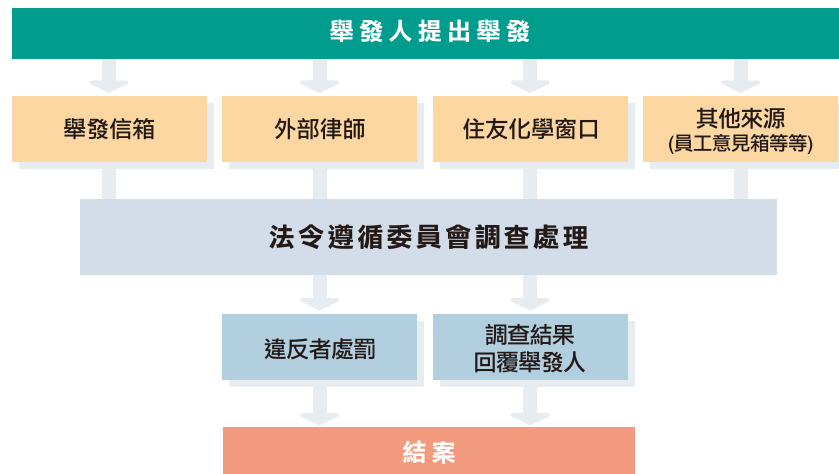 舉發人提出舉發
舉發信箱
外部律師
住友化學窗口
其他來源
(員工意見箱等等)
法令遵循委員會調查處理
違反者處罰
調查結果
回覆舉發人
結案